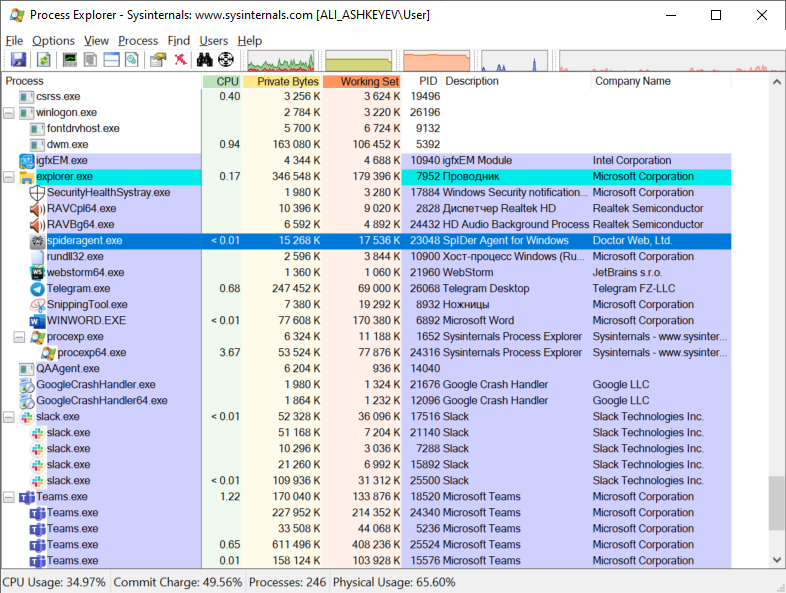 Process Explorer - Sysinternals: www.sysinternals.com [ALI_ASHKEYEV\User]
File Options View Process Find Users Help
Process CPU Private Bytes Working Set PID Description Company Name
csrss.exe 0.40 3 256 K 3 624 K 19496
winlogon.exe 2 784 K 3 220 K 26196
fontdrvhost.exe 5 700 K 6 724 K 9132
dwm.exe 0.94 163 080 K 106 452 K 5392
igfxEM.exe 4 344 K 4 688 K 10940 igfxEM Module Intel Corporation
explorer.exe 0.17 346 548 K 179 396 K 7952 Проводник Microsoft Corporation
SecurityHealthSystray.exe 1 980 K 3 280 K 17884 Windows Security notification... Microsoft Corporation
RAVCpl64.exe 10 396 K 9 020 K 2828 Диспетчер Realtek HD Realtek Semiconductor
RAVBg64.exe 6 592 K 4 892 K 24432 HD Audio Background Process Realtek Semiconductor
spideragent.exe < 0.01 15 268 K 17 536 K 23048 SpIDer Agent for Windows Doctor Web, Ltd.
rundll32.exe 2 596 K 3 844 K 10900 Хост-процесс Windows (Ru... Microsoft Corporation
webstorm64.exe 1 360 K 1 060 K 21960 WebStorm JetBrains s.r.o.
Telegram.exe 0.68 247 452 K 69 000 K 26068 Telegram Desktop Telegram FZ-LLC
SnippingTool.exe 7 380 K 19 292 K 8932 Ножницы Microsoft Corporation
WINWORD.EXE < 0.01 77 608 K 170 380 K 6892 Microsoft Word Microsoft Corporation
procexp.exe 6 324 K 11 188 K 1652 Sysinternals Process Explorer Sysinternals - www.sysinter...
procexp64.exe 3.67 53 524 K 77 876 K 24316 Sysinternals Process Explorer Sysinternals - www.sysinter...
QAAgent.exe 6 204 K 936 K 14040
GoogleCrashHandler.exe 1 980 K 1 324 K 21676 Google Crash Handler Google LLC
GoogleCrashHandler64.exe 1 864 K 1 232 K 12096 Google Crash Handler Google LLC
slack.exe < 0.01 52 328 K 36 096 K 17516 Slack Slack Technologies Inc.
slack.exe 51 168 K 7 204 K 21140 Slack Slack Technologies Inc.
slack.exe 10 296 K 3 036 K 7288 Slack Slack Technologies Inc.
slack.exe 21 260 K 6 992 K 15892 Slack Slack Technologies Inc.
slack.exe < 0.01 109 936 K 31 312 K 25500 Slack Slack Technologies Inc.
Teams.exe 1.22 170 040 K 133 876 K 18520 Microsoft Teams Microsoft Corporation
Teams.exe 227 952 K 214 352 K 24340 Microsoft Teams Microsoft Corporation
Teams.exe 33 508 K 44 068 K 5236 Microsoft Teams Microsoft Corporation
Teams.exe 0.65 611 496 K 408 236 K 25524 Microsoft Teams Microsoft Corporation
Teams.exe 0.01 158 124 K 103 928 K 15576 Microsoft Teams Microsoft Corporation
CPU Usage: 34.97% Commit Charge: 49.56% Processes: 246 Physical Usage: 65.60%